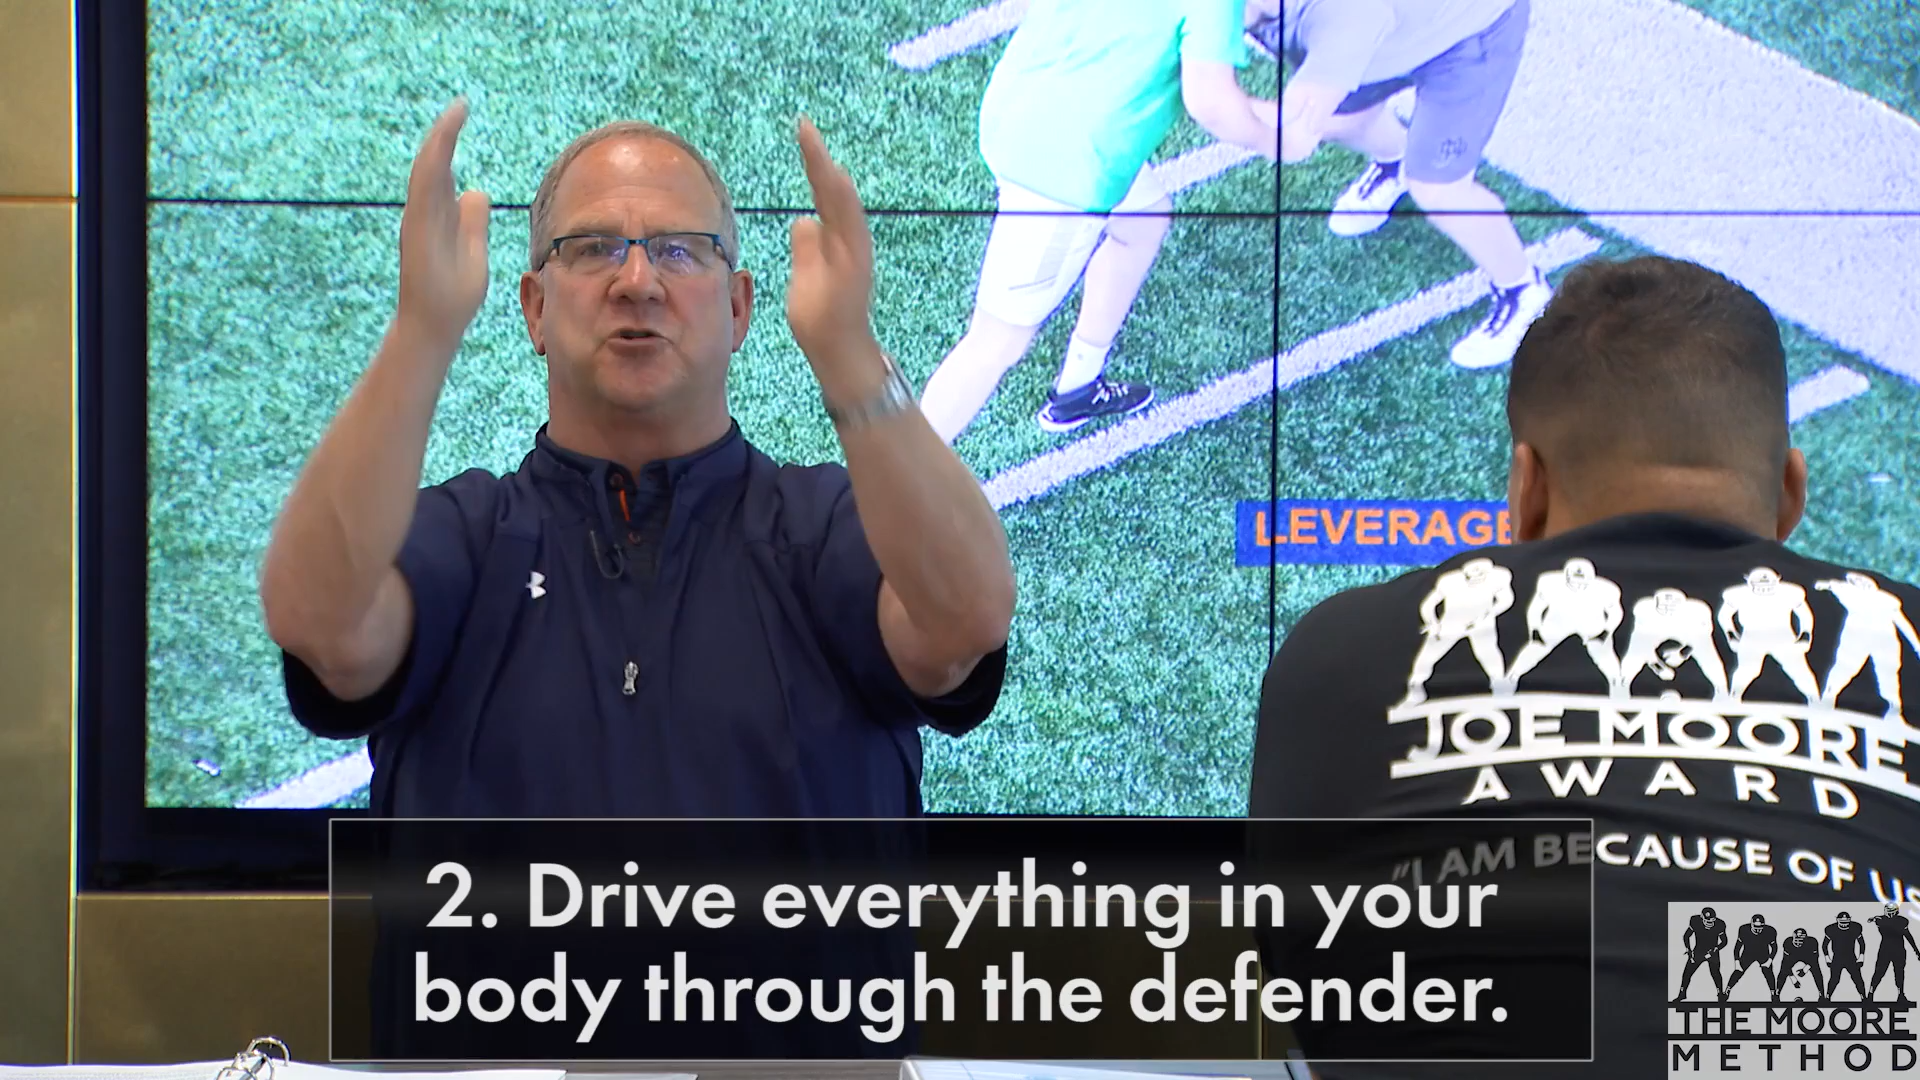 LEVERAGE
JOE MOORE
AWARD
"I AM BECAUSE OF US
2. Drive everything in your
body through the defender.
THE MOORE
METHOD